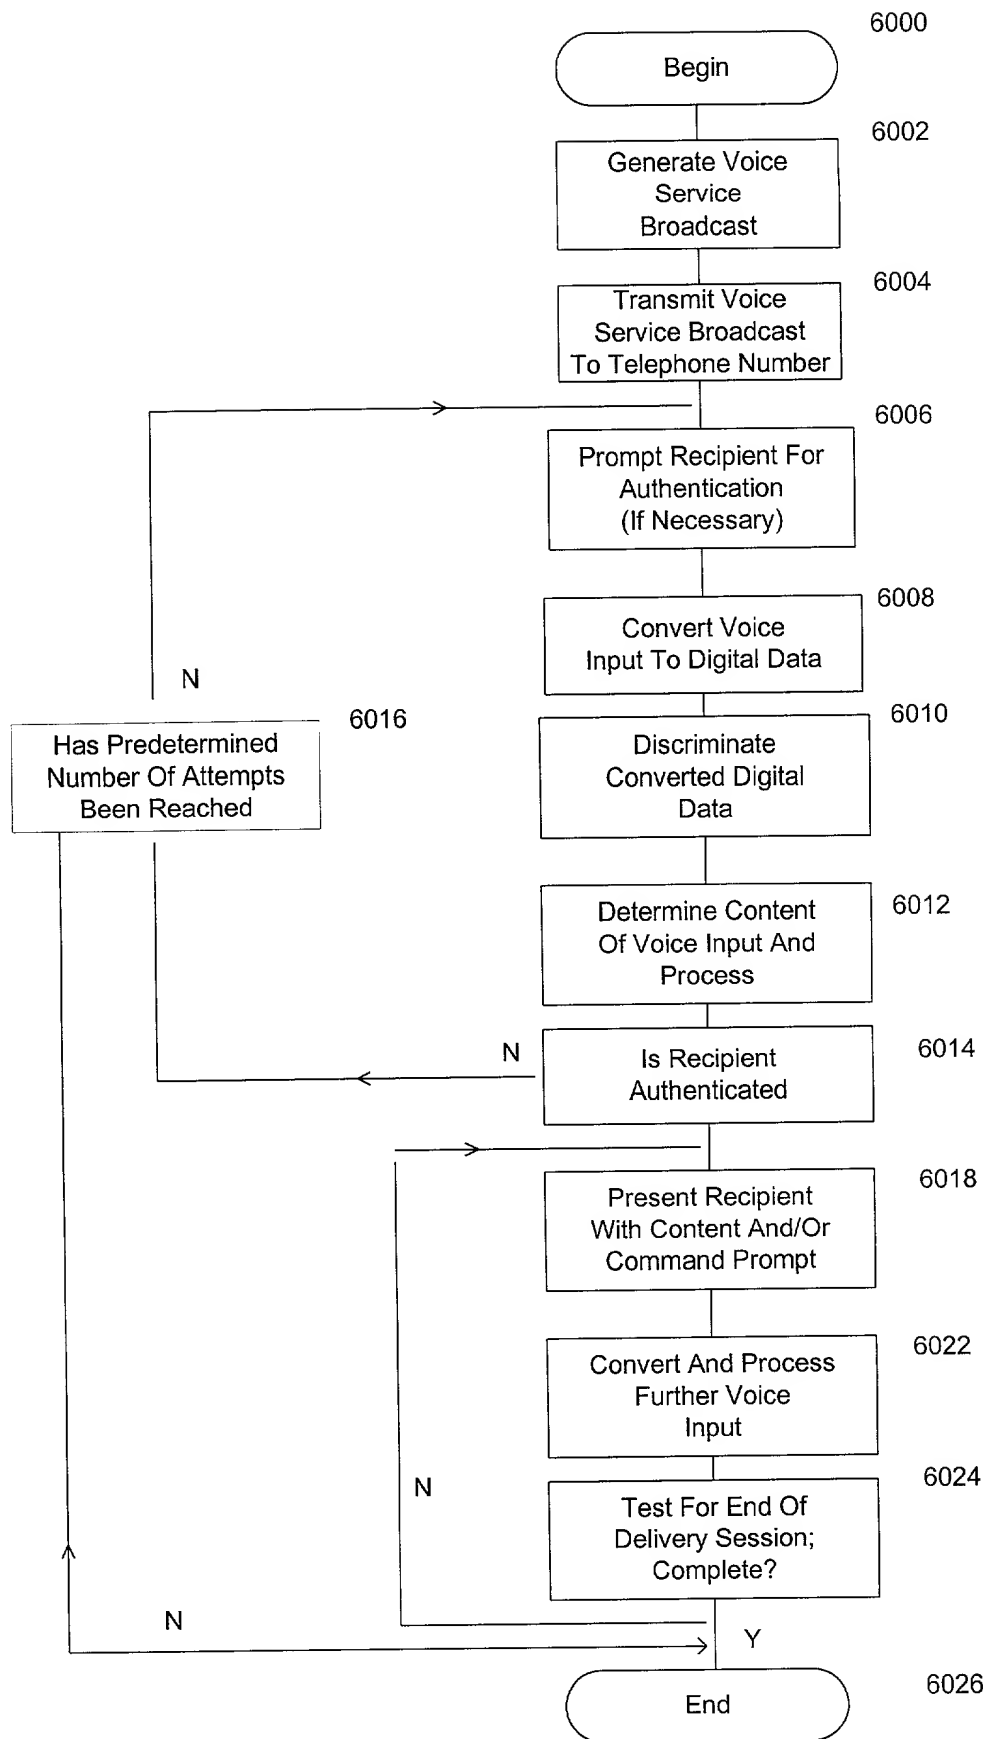 6000
Begin
6002
Generate Voice
Service
Broadcast
6004
Transmit Voice
Service Broadcast
To Telephone Number
6006
Prompt Recipient For
Authentication
(If Necessary)
6008
Convert Voice
Input To Digital Data
N
6010
6016
Has Predetermined
Number Of Attempts
Been Reached
Discriminate
Converted Digital
Data
6012
Determine Content
Of Voice Input And
Process
6014
N
Is Recipient
Authenticated
6018
Present Recipient
With Content And/Or
Command Prompt
6022
Convert And Process
Further Voice
Input
6024
N
Test For End Of
Delivery Session;
Complete?
N
Y
6026
End